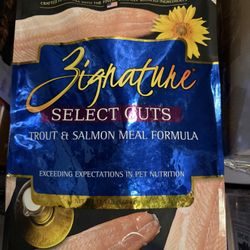 Zignature
SELECT CUTS
TROUT & SALMON MEAL FORMULA
EXCEEDING EXPECTATIONS IN PET NUTRITION